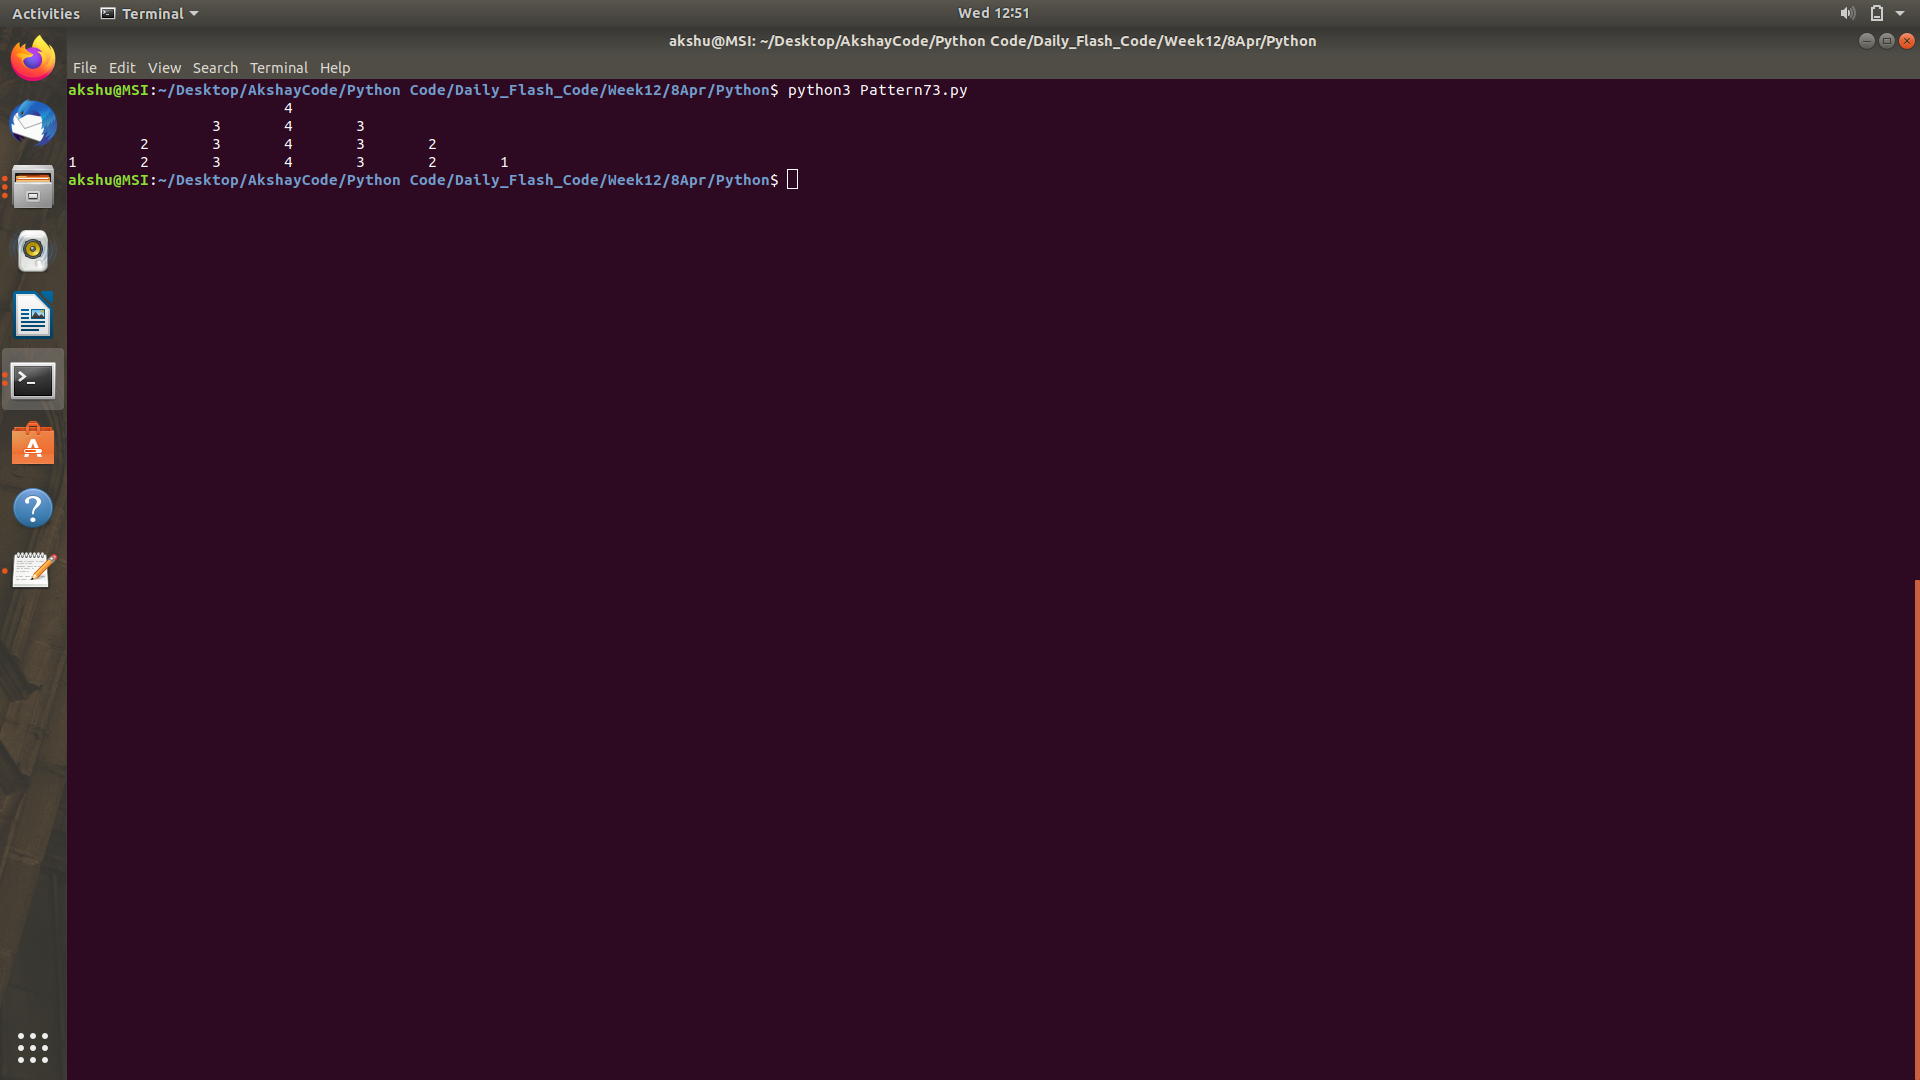 Activities Terminal Wed 12:51
akshu@MSI: ~/Desktop/AkshayCode/Python Code/Daily_Flash_Code/Week12/8Apr/Python
File Edit View Search Terminal Help
akshu@MSI:~/Desktop/AkshayCode/Python Code/Daily_Flash_Code/Week12/8Apr/Python$ python3 Pattern73.py
4
3 4 3
2 3 4 3 2
1 2 3 4 3 2 1
akshu@MSI:~/Desktop/AkshayCode/Python Code/Daily_Flash_Code/Week12/8Apr/Python$